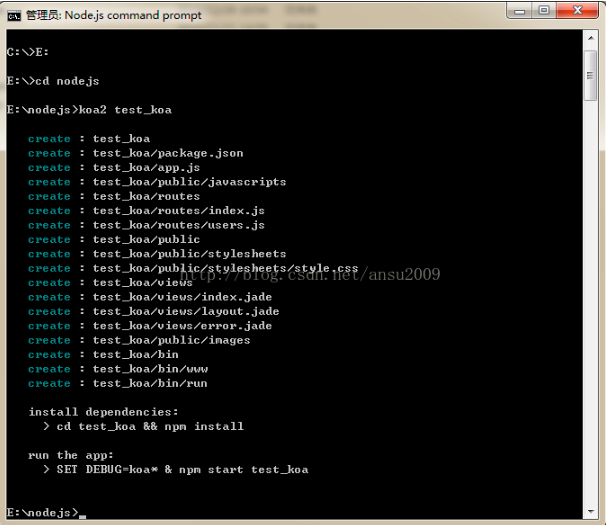 管理员: Node.js command prompt
C:\>E:
E:\>cd nodejs
E:\nodejs>koa2 test_koa
create : test_koa
create : test_koa/package.json
create : test_koa/app.js
create : test_koa/public/javascripts
create : test_koa/routes
create : test_koa/routes/index.js
create : test_koa/routes/users.js
create : test_koa/public
create : test_koa/public/stylesheets
create : test_koa/public/stylesheets/style.css
create : test_koa/views
create : test_koa/views/index.jade
create : test_koa/views/layout.jade
create : test_koa/views/error.jade
create : test_koa/public/images
create : test_koa/bin
create : test_koa/bin/www
create : test_koa/bin/run
install dependencies:
> cd test_koa && npm install
run the app:
> SET DEBUG=koa* & npm start test_koa
E:\nodejs>_
http://blog.csdn.net/ansu2009